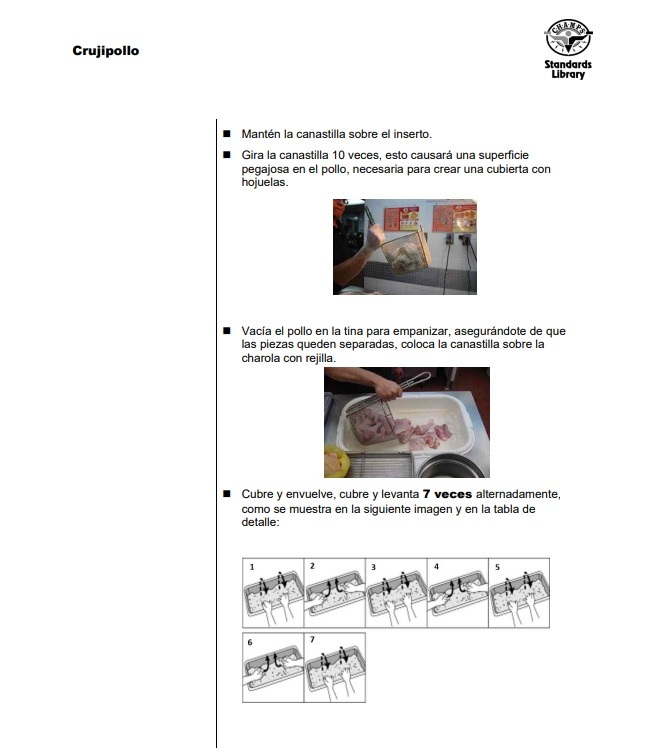 Crujipollo
CHAMPS
Standards
Library
■ Mantén la canastilla sobre el inserto.
■ Gira la canastilla 10 veces, esto causará una superficie
pegajosa en el pollo, necesaria para crear una cubierta con
hojuelas.
■ Vacía el pollo en la tina para empanizar, asegurándote de que
las piezas queden separadas, coloca la canastilla sobre la
charola con rejilla.
■ Cubre y envuelve, cubre y levanta 7 veces alternadamente,
como se muestra en la siguiente imagen y en la tabla de
detalle:
1 2 3 4 5
6 7